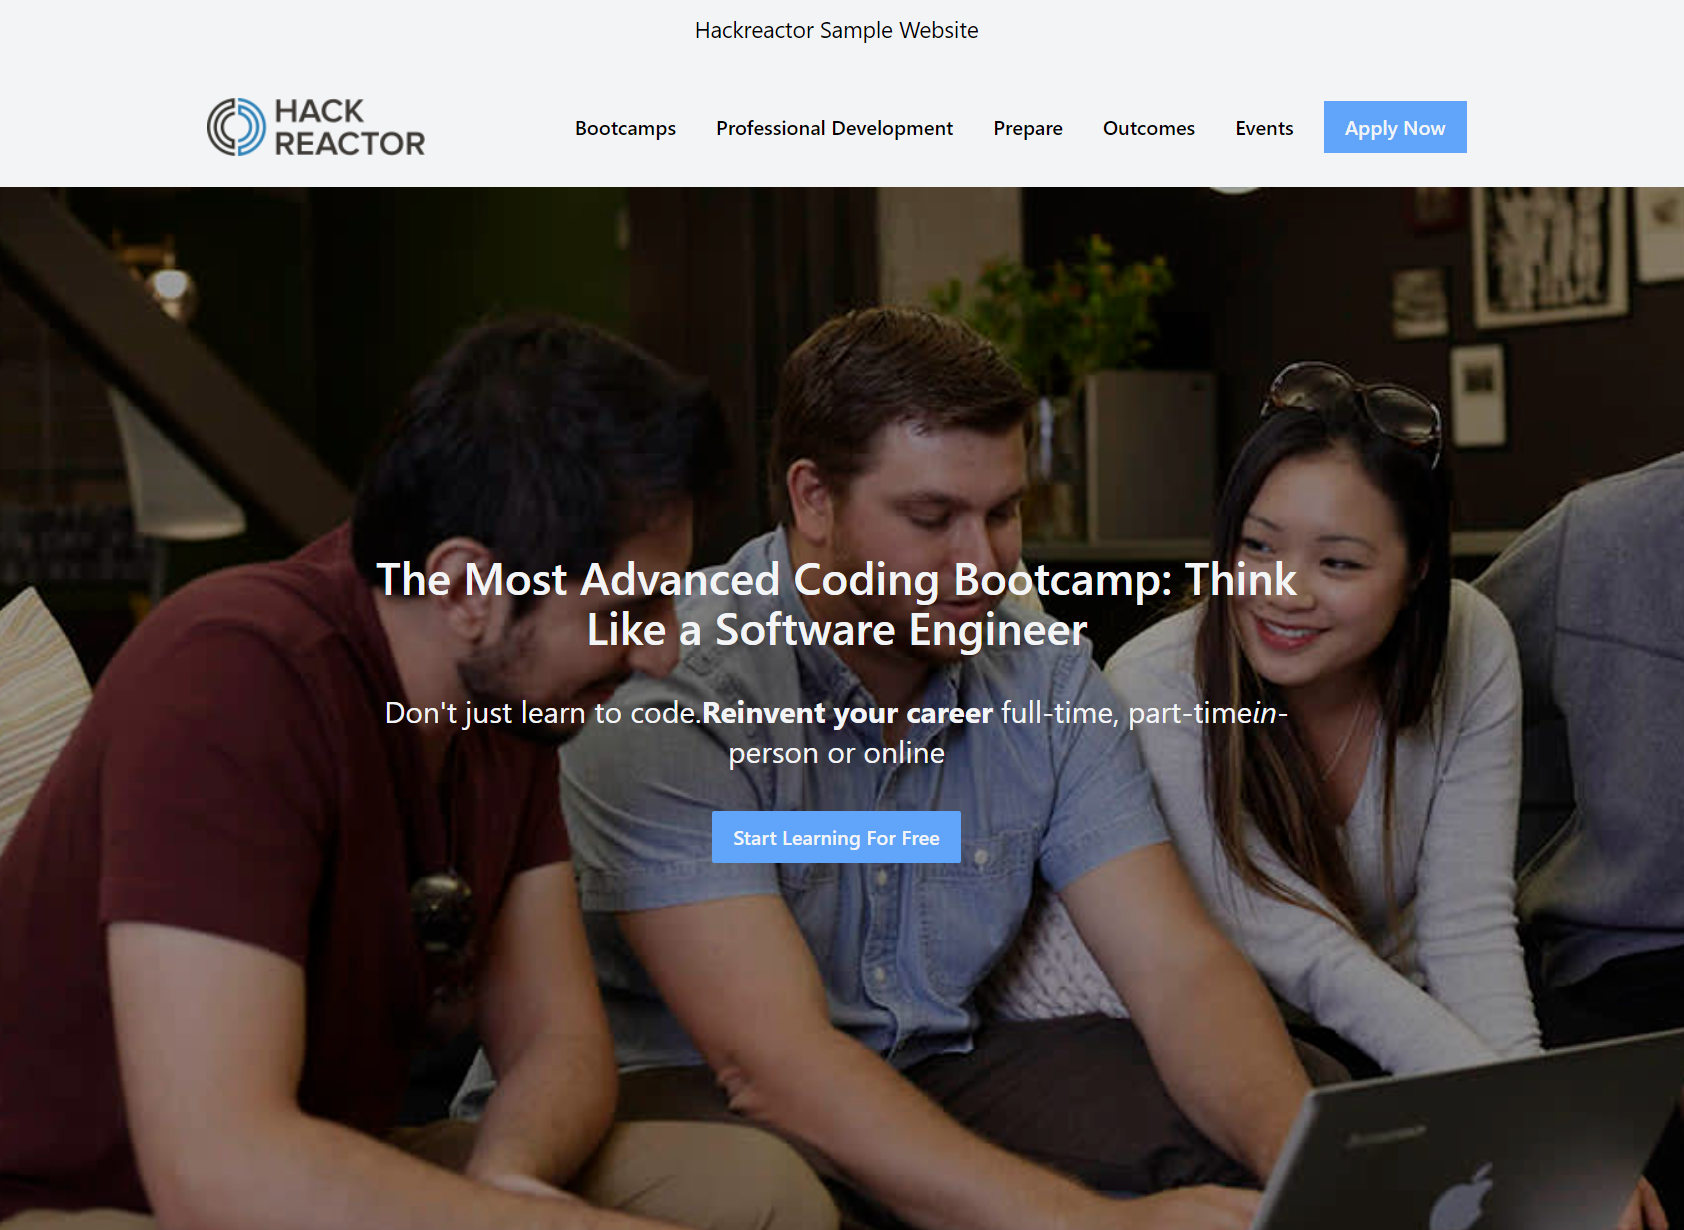 Hackreactor Sample Website
HACK
REACTOR
Bootcamps Professional Development Prepare Outcomes Events Apply Now
The Most Advanced Coding Bootcamp: Think
Like a Software Engineer
Don't just learn to code.Reinvent your career full-time, part-timein-
person or online
Start Learning For Free